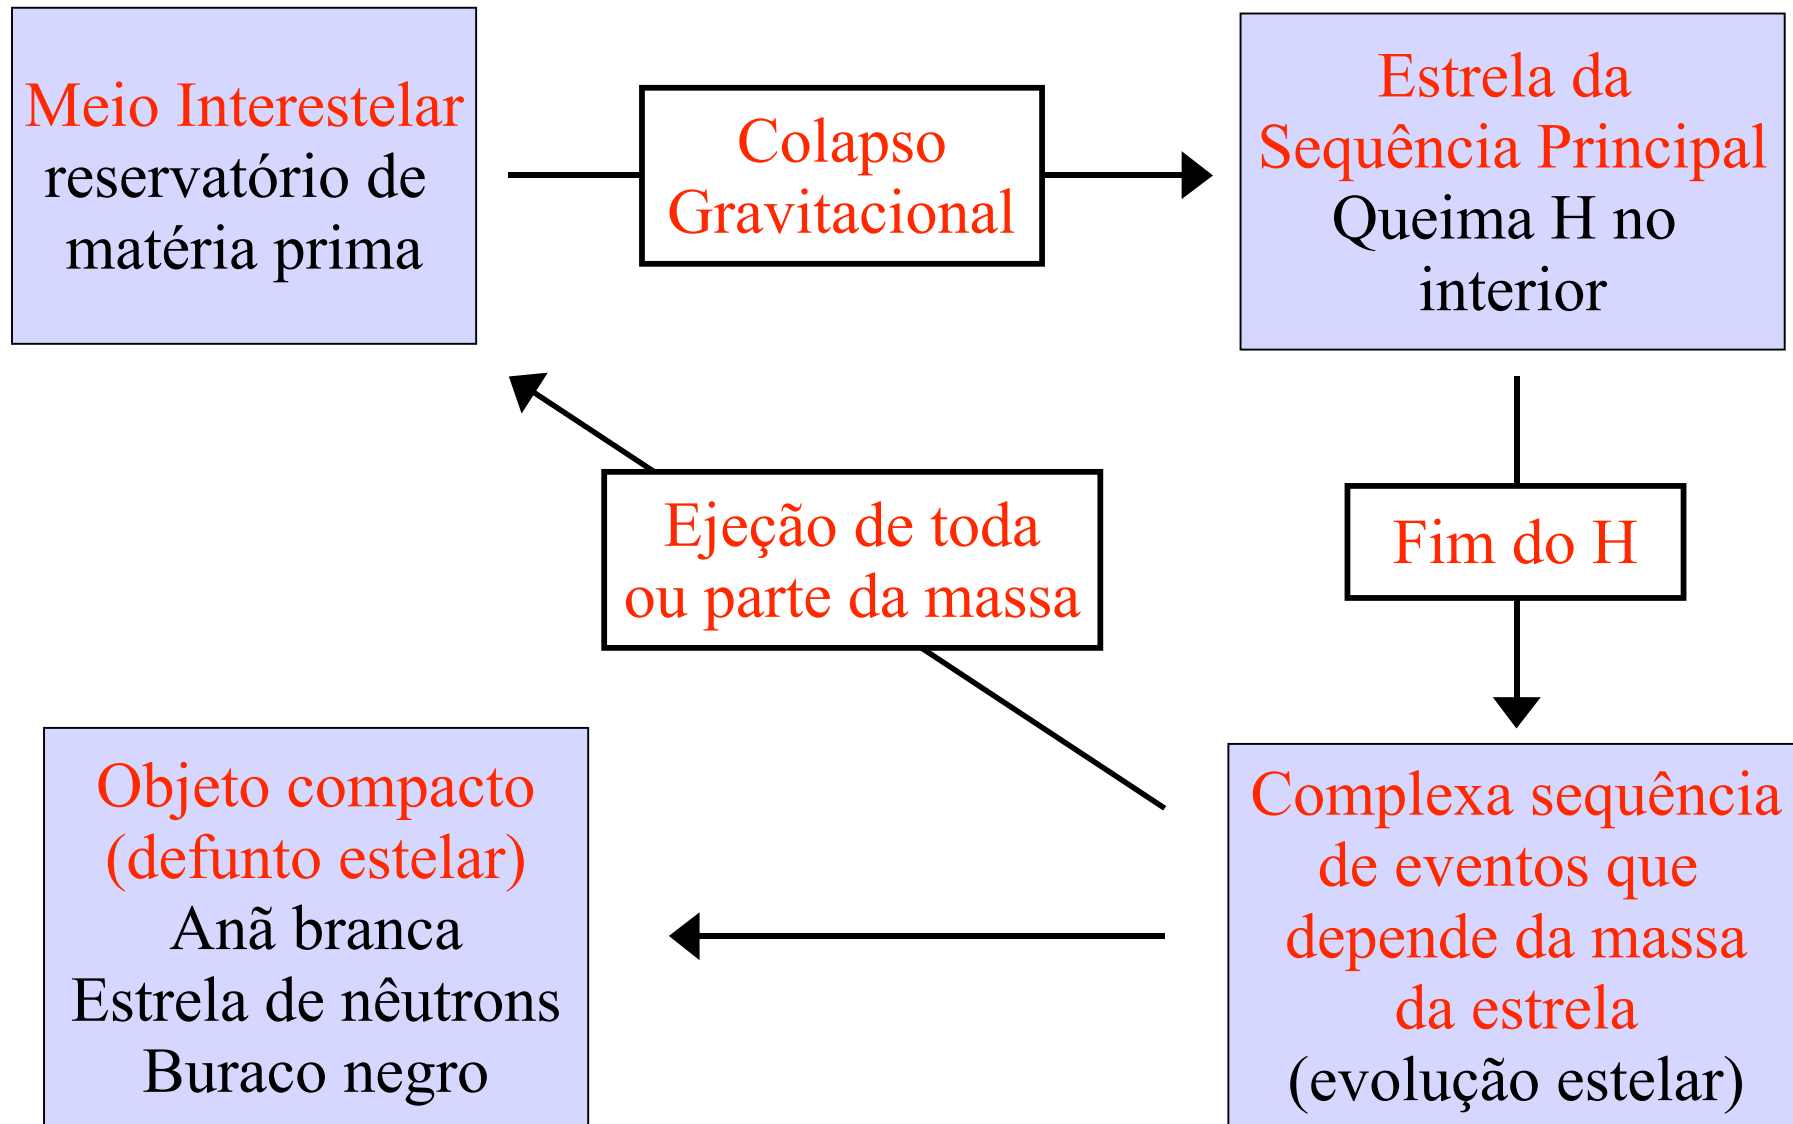 Meio Interestelar
reservatório de
matéria prima
Colapso
Gravitacional
Estrela da
Sequência Principal
Queima H no
interior
Fim do H
Ejeção de toda
ou parte da massa
Complexa sequência
de eventos que
depende da massa
da estrela
(evolução estelar)
Objeto compacto
(defunto estelar)
Anã branca
Estrela de nêutrons
Buraco negro